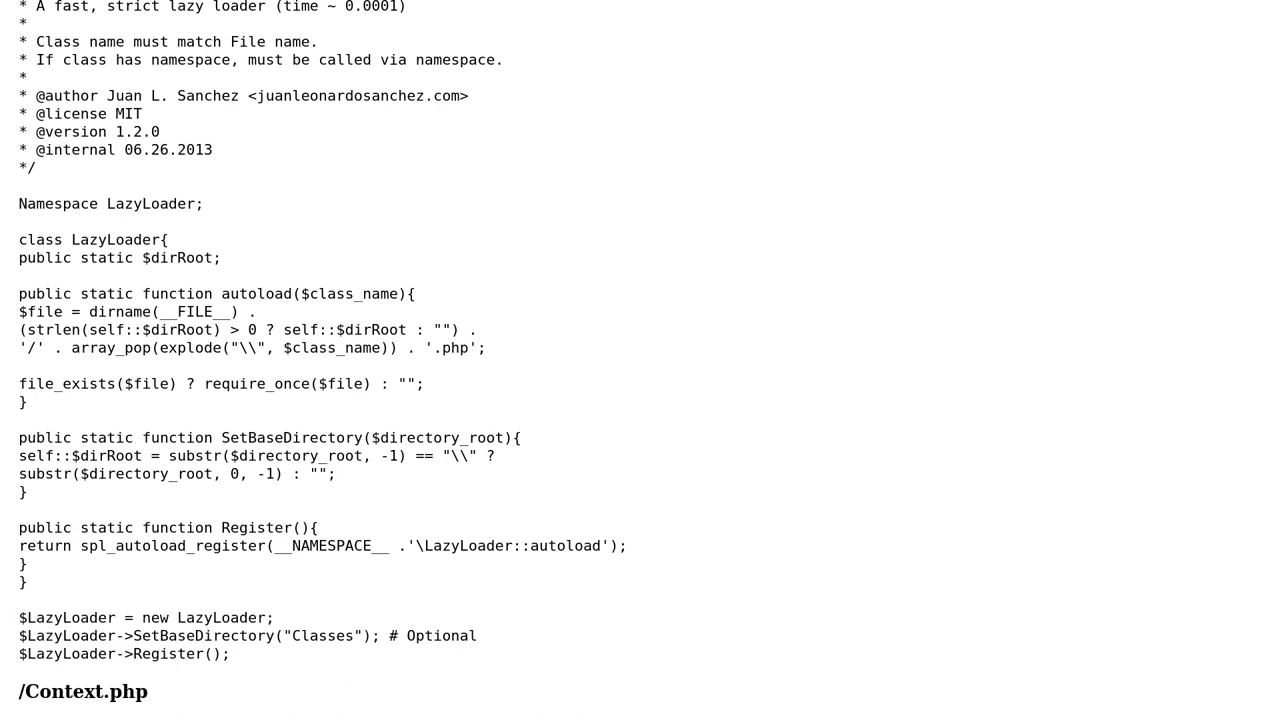 * A fast, strict lazy loader (time ~ 0.0001)
*
* Class name must match File name.
* If class has namespace, must be called via namespace.
*
* @author Juan L. Sanchez <juanleonardosanchez.com>
* @license MIT
* @version 1.2.0
* @internal 06.26.2013
*/

Namespace LazyLoader;

class LazyLoader{
public static $dirRoot;

public static function autoload($class_name){
$file = dirname(__FILE__) .
(strlen(self::$dirRoot) > 0 ? self::$dirRoot : "") .
'/' . array_pop(explode("\\", $class_name)) . '.php';

file_exists($file) ? require_once($file) : "";
}

public static function SetBaseDirectory($directory_root){
self::$dirRoot = substr($directory_root, -1) == "\\" ?
substr($directory_root, 0, -1) : "";
}

public static function Register(){
return spl_autoload_register(__NAMESPACE__ .'\LazyLoader::autoload');
}
}

$LazyLoader = new LazyLoader;
$LazyLoader->SetBaseDirectory("Classes"); # Optional
$LazyLoader->Register();

/Context.php